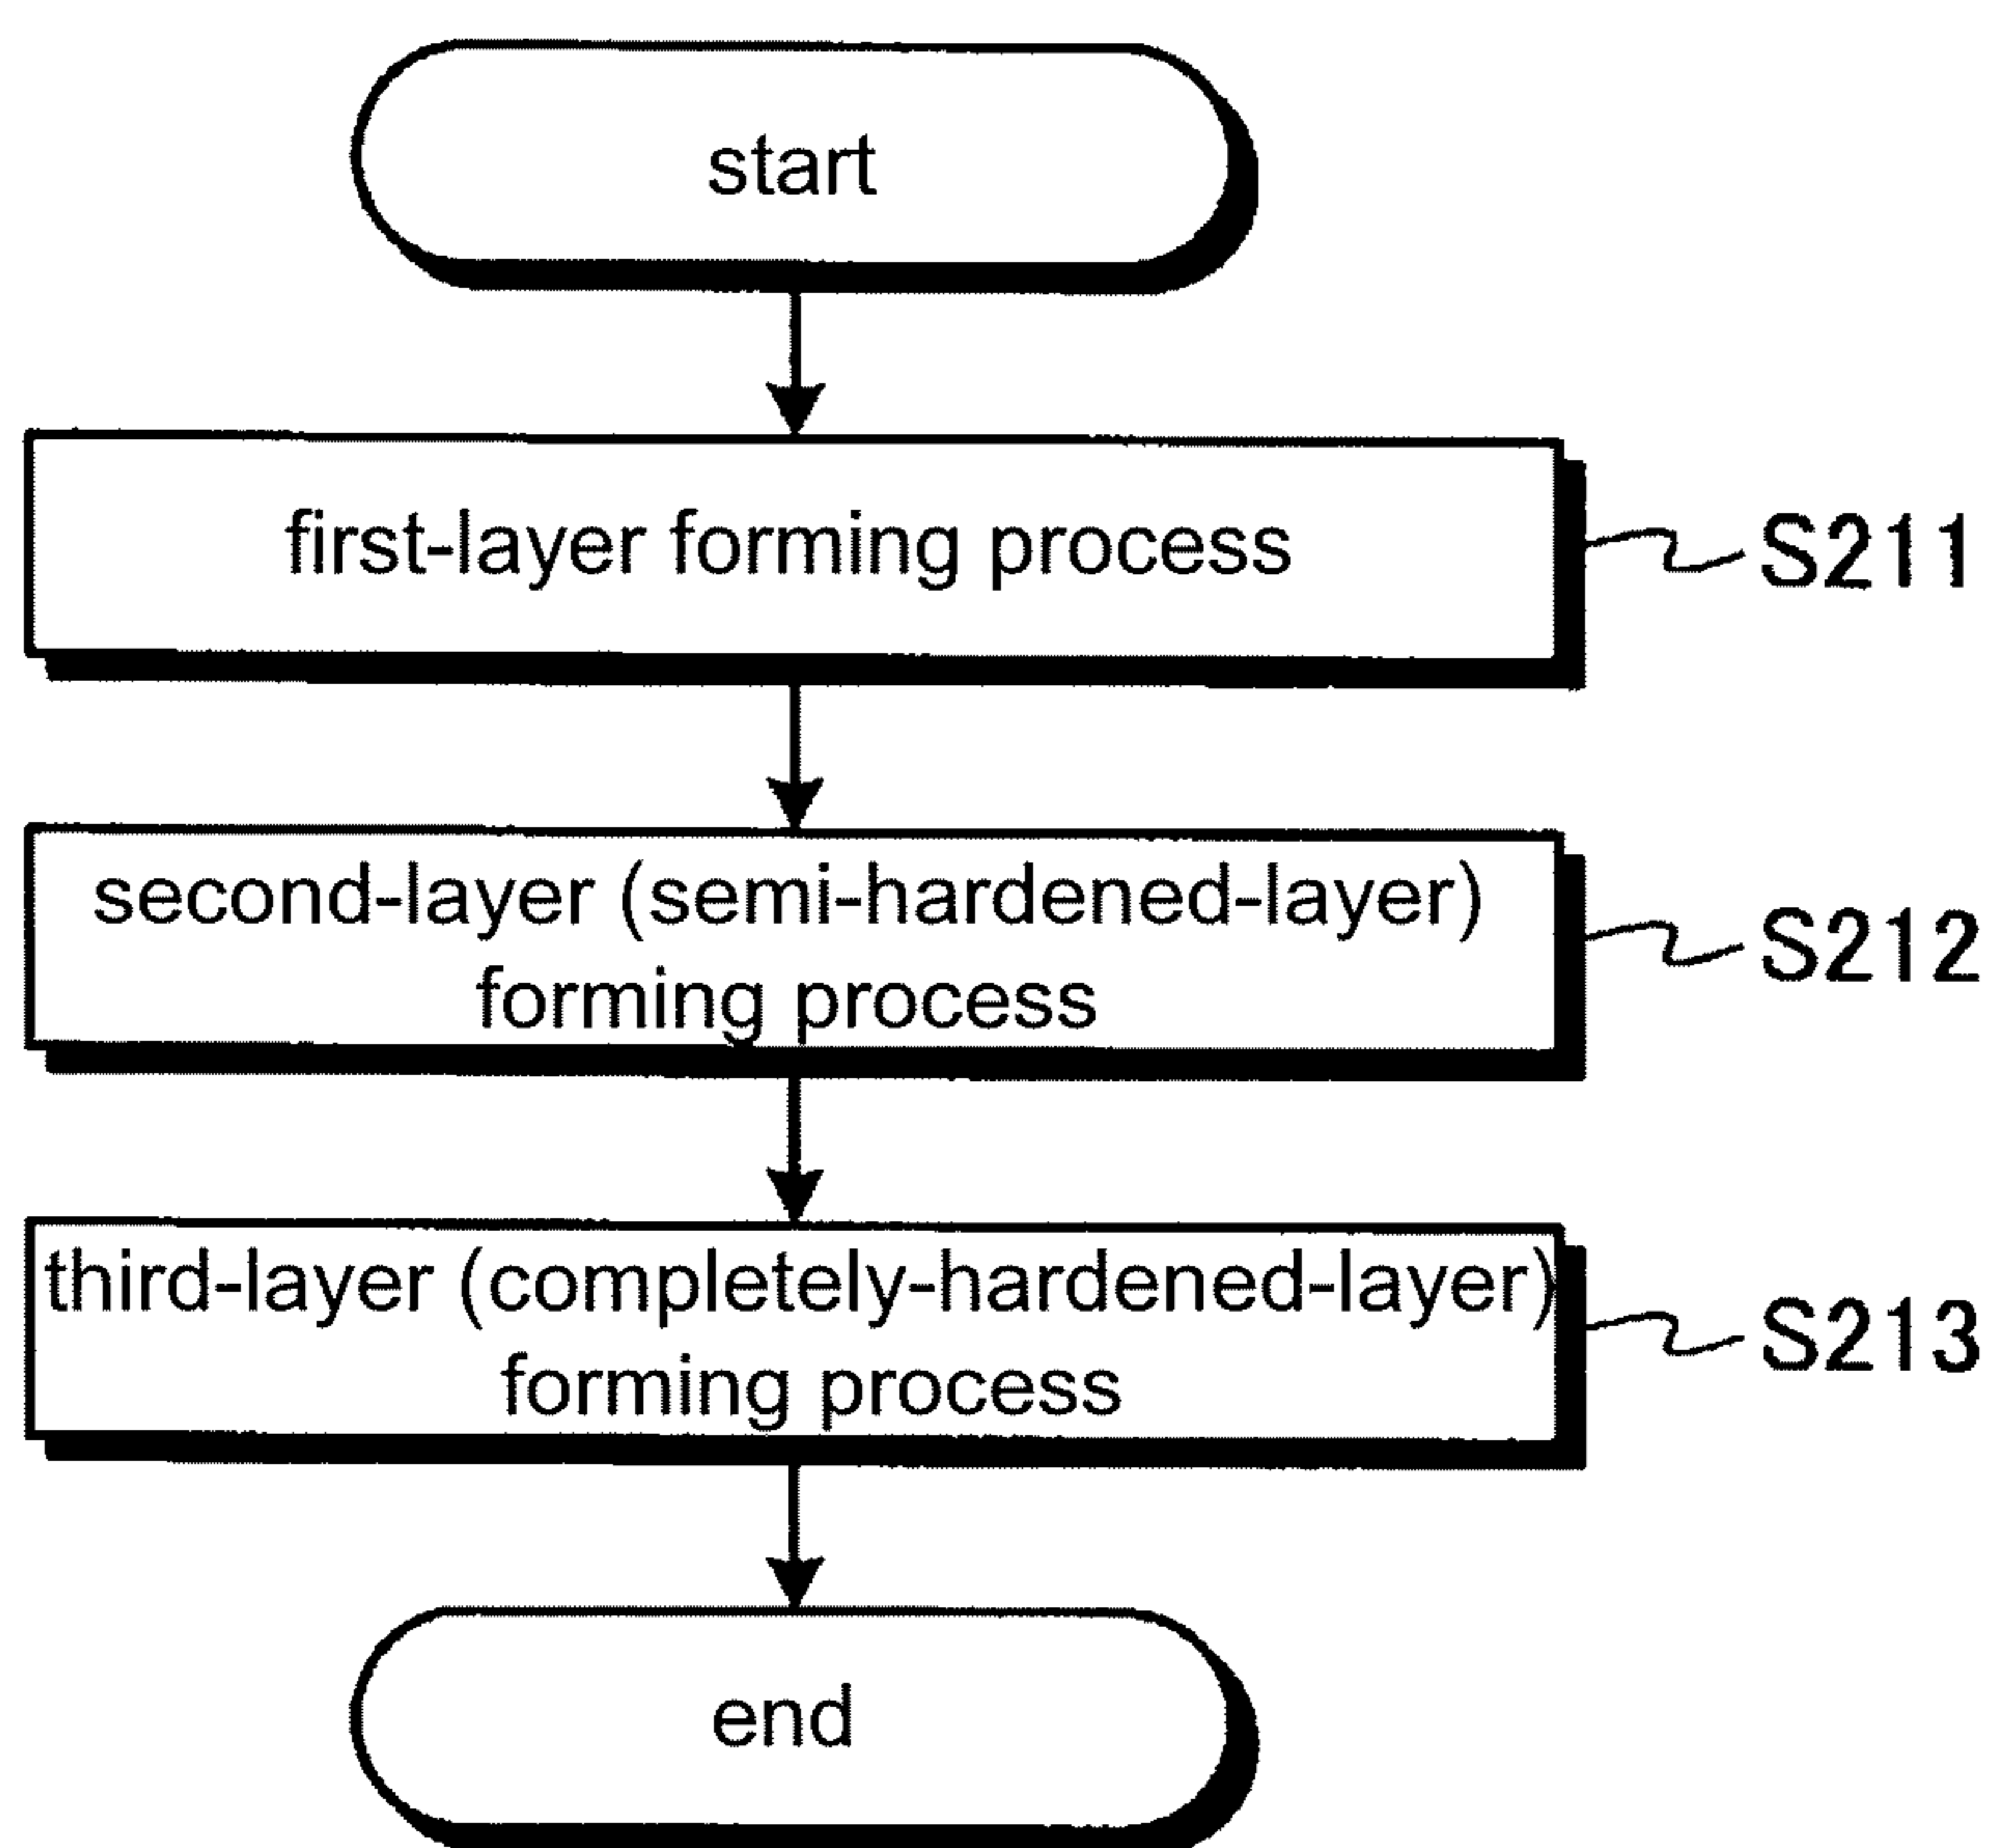 start
first-layer forming process
S211
second-layer (semi-hardened-layer)
forming process
S212
third-layer (completely-hardened-layer)
forming process
S213
end